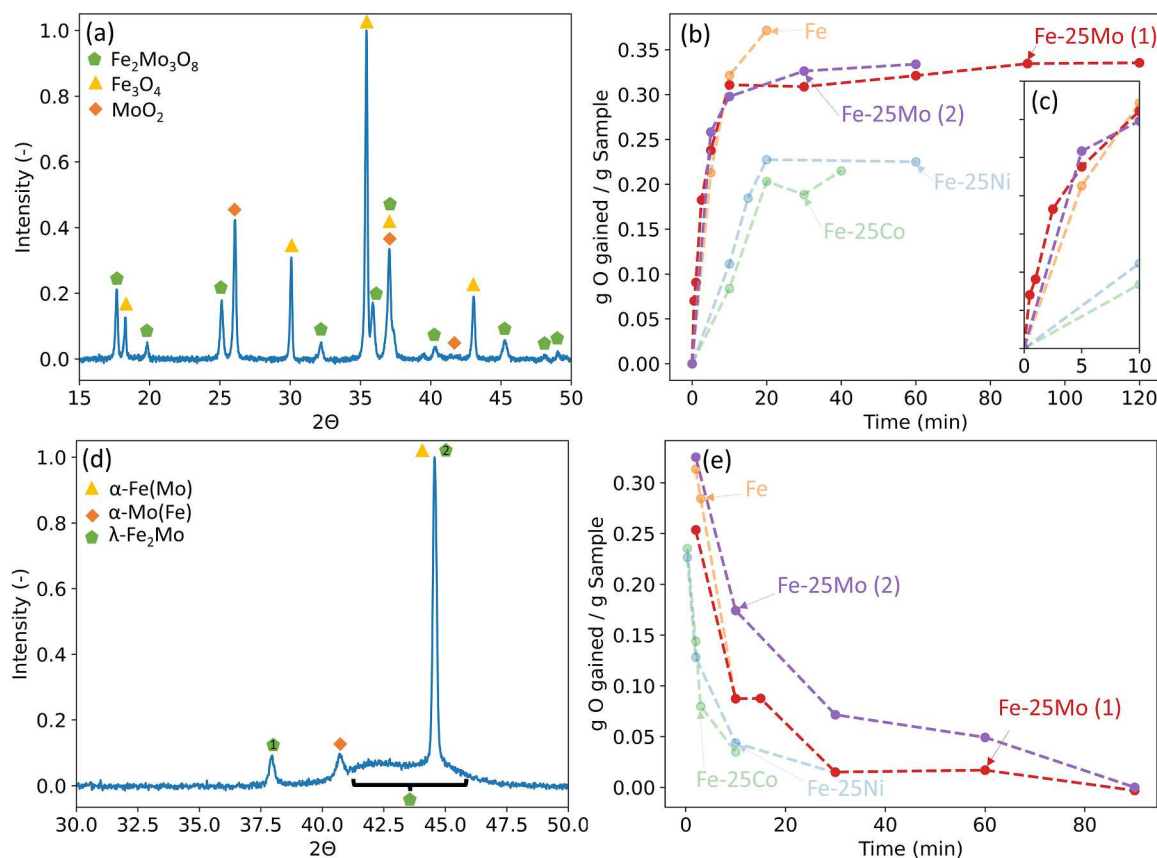 (a)
Fe2Mo3O8
Fe3O4
MoO2
Intensity (-)
1.0
0.8
0.6
0.4
0.2
0.0
15 20 25 30 35 40 45 50
2Θ
(b)
Fe
Fe-25Mo (1)
Fe-25Mo (2)
Fe-25Ni
Fe-25Co
g O gained / g Sample
0.35
0.30
0.25
0.20
0.15
0.10
0.05
0.00
0 20 40 60 80 100 120
Time (min)
(c)
0 5 10
(d)
α-Fe(Mo)
α-Mo(Fe)
λ-Fe2Mo
1
2
Intensity (-)
1.0
0.8
0.6
0.4
0.2
0.0
30.0 32.5 35.0 37.5 40.0 42.5 45.0 47.5 50.0
2Θ
(e)
Fe
Fe-25Mo (2)
Fe-25Mo (1)
Fe-25Co
Fe-25Ni
g O gained / g Sample
0.30
0.25
0.20
0.15
0.10
0.05
0.00
0 20 40 60 80
Time (min)